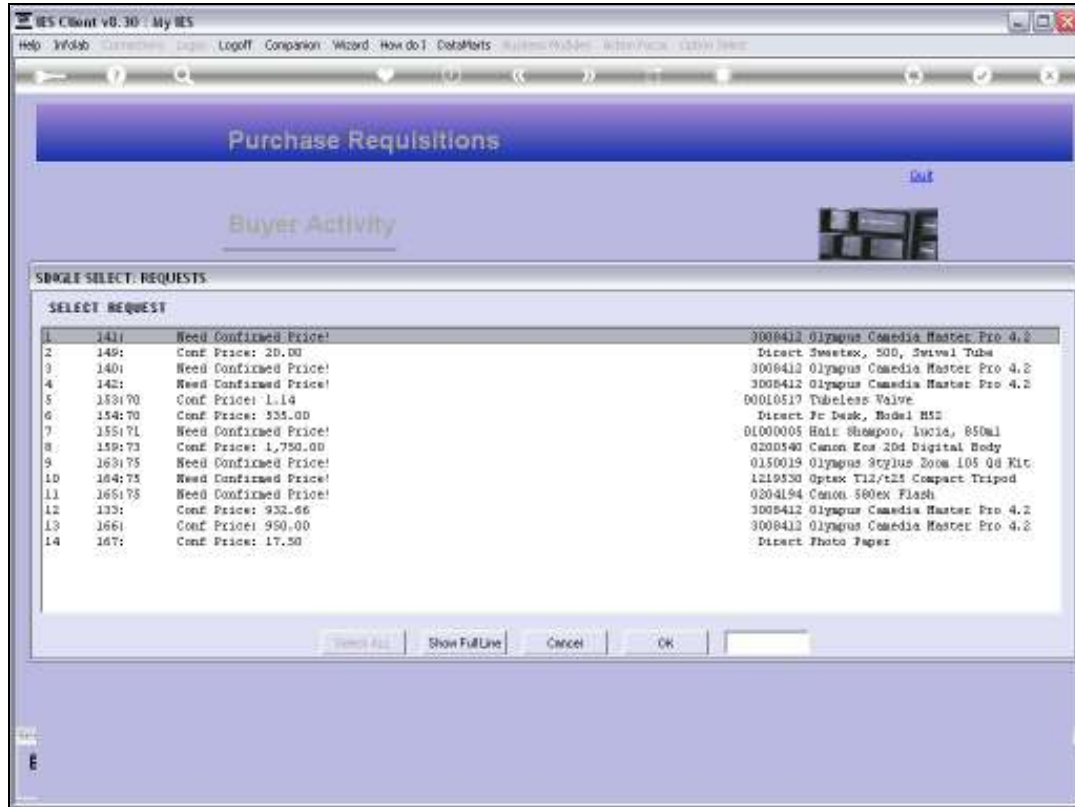 IES Client v8.30 : My IES
Help Infolab Connections Logon Logoff Companion Wizard How do I DataMarts Business Modules Action Focus Option Select
Purchase Requisitions
Quit
Buyer Activity
SINGLE SELECT: REQUESTS
SELECT REQUEST
1 141: Need Confirmed Price! 3008412 Olympus Camedia Master Pro 4.2
2 149: Conf Price: 20.00 Direct Sweetex, 500, Swivel Tube
3 140: Need Confirmed Price! 3008412 Olympus Camedia Master Pro 4.2
4 142: Need Confirmed Price! 3008412 Olympus Camedia Master Pro 4.2
5 153:70 Conf Price: 1.14 00010517 Tubeless Valve
6 154:70 Conf Price: 535.00 Direct Pc Desk, Model H52
7 155:71 Need Confirmed Price! 01000005 Hair Shampoo, Lucia, 850ml
8 159:73 Conf Price: 1,750.00 0200540 Canon Eos 20d Digital Body
9 163:75 Need Confirmed Price! 0150019 Olympus Stylus Zoom 105 Qd Kit
10 164:75 Need Confirmed Price! 1219530 Optex T12/t25 Compact Tripod
11 165:75 Need Confirmed Price! 0204194 Canon 580ex Flash
12 133: Conf Price: 932.66 3008412 Olympus Camedia Master Pro 4.2
13 166: Conf Price: 950.00 3008412 Olympus Camedia Master Pro 4.2
14 167: Conf Price: 17.50 Direct Photo Paper
Select ALL Show Full Line Cancel OK